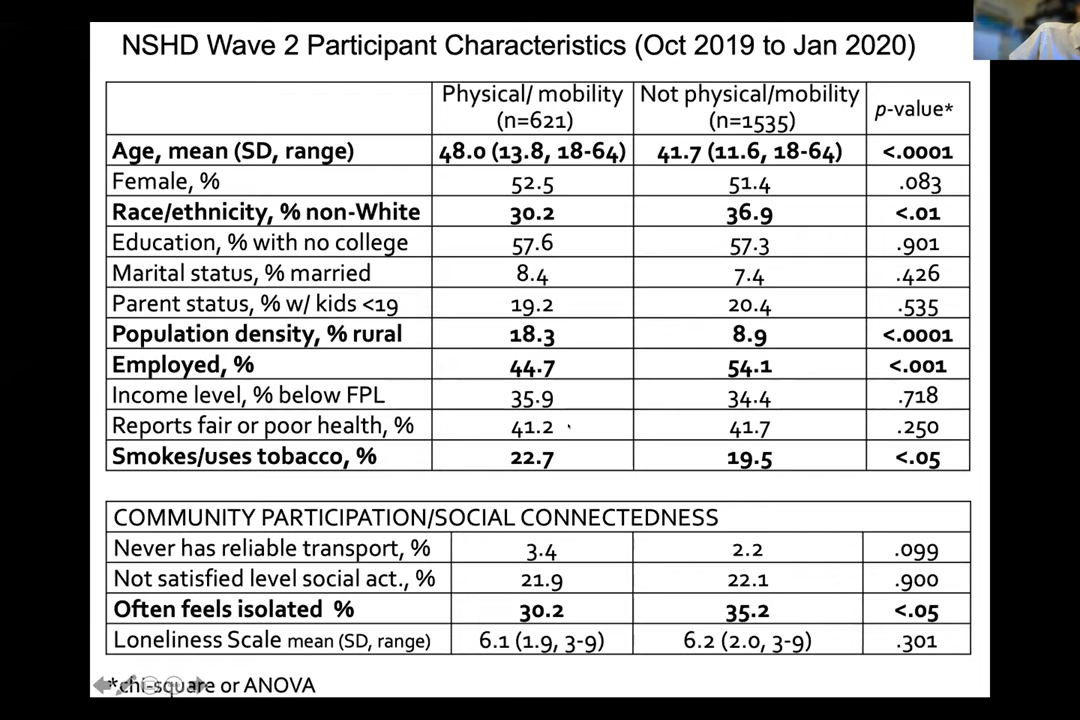 NSHD Wave 2 Participant Characteristics (Oct 2019 to Jan 2020)
Physical/ mobility (n=621) Not physical/mobility (n=1535) p-value*
Age, mean (SD, range) 48.0 (13.8, 18-64) 41.7 (11.6, 18-64) <.0001
Female, % 52.5 51.4 .083
Race/ethnicity, % non-White 30.2 36.9 <.01
Education, % with no college 57.6 57.3 .901
Marital status, % married 8.4 7.4 .426
Parent status, % w/ kids <19 19.2 20.4 .535
Population density, % rural 18.3 8.9 <.0001
Employed, % 44.7 54.1 <.001
Income level, % below FPL 35.9 34.4 .718
Reports fair or poor health, % 41.2 41.7 .250
Smokes/uses tobacco, % 22.7 19.5 <.05
COMMUNITY PARTICIPATION/SOCIAL CONNECTEDNESS
Never has reliable transport, % 3.4 2.2 .099
Not satisfied level social act., % 21.9 22.1 .900
Often feels isolated % 30.2 35.2 <.05
Loneliness Scale mean (SD, range) 6.1 (1.9, 3-9) 6.2 (2.0, 3-9) .301
*chi-square or ANOVA